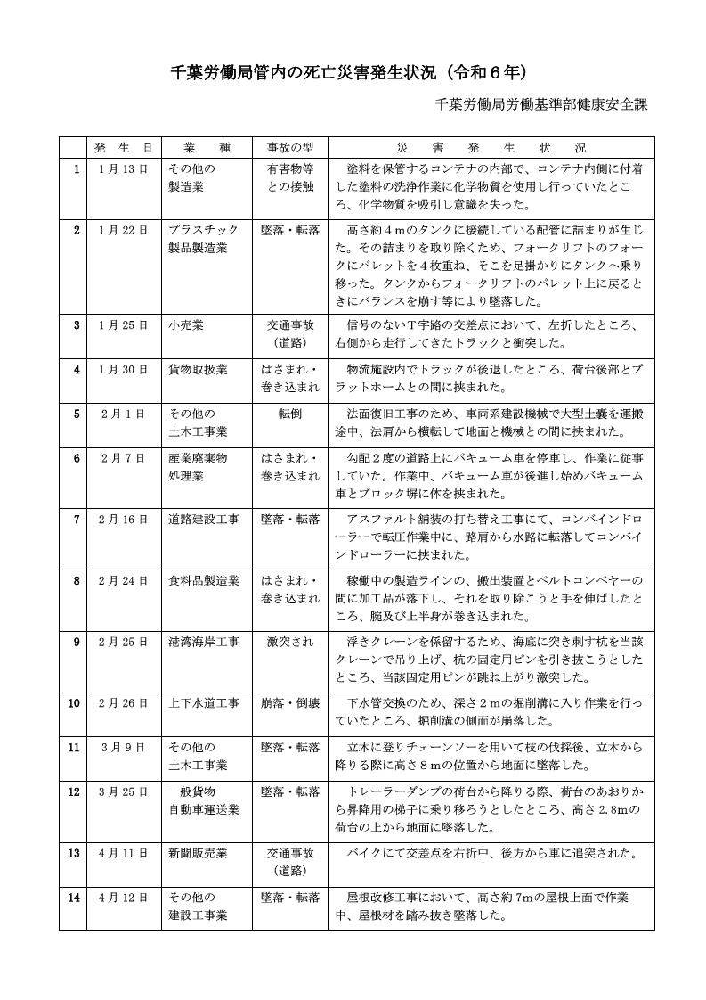 千葉労働局管内の死亡災害発生状況（令和６年）
千葉労働局労働基準部健康安全課
発　生　日　業　　種　事故の型　災　害　発　生　状　況
1　１月 13 日　その他の　有害物等　塗料を保管するコンテナの内部で、コンテナ内側に付着
製造業　との接触　した塗料の洗浄作業に化学物質を使用し行っていたとこ
ろ、化学物質を吸引し意識を失った。
2　１月 22 日　プラスチック　墜落・転落　高さ約４ｍのタンクに接続している配管に詰まりが生じ
製品製造業　た。その詰まりを取り除くため、フォークリフトのフォー
クにパレットを４枚重ね、そこを足掛かりにタンクへ乗り
移った。タンクからフォークリフトのパレット上に戻ると
きにバランスを崩す等により墜落した。
3　１月 25 日　小売業　交通事故　信号のないＴ字路の交差点において、左折したところ、
（道路）　右側から走行してきたトラックと衝突した。
4　１月 30 日　貨物取扱業　はさまれ・　物流施設内でトラックが後退したところ、荷台後部とプ
巻き込まれ　ラットホームとの間に挟まれた。
5　２月１日　その他の　転倒　法面復旧工事のため、車両系建設機械で大型土嚢を運搬
土木工事業　途中、法肩から横転して地面と機械との間に挟まれた。
6　２月７日　産業廃棄物　はさまれ・　勾配２度の道路上にバキューム車を停車し、作業に従事
処理業　巻き込まれ　していた。作業中、バキューム車が後進し始めバキューム
車とブロック塀に体を挟まれた。
7　２月 16 日　道路建設工事　墜落・転落　アスファルト舗装の打ち替え工事にて、コンバインドロ
ーラーで転圧作業中に、路肩から水路に転落してコンバイ
ンドローラーに挟まれた。
8　２月 24 日　食料品製造業　はさまれ・　稼働中の製造ラインの、搬出装置とベルトコンベヤーの
巻き込まれ　間に加工品が落下し、それを取り除こうと手を伸ばしたと
ころ、腕及び上半身が巻き込まれた。
9　２月 25 日　港湾海岸工事　激突され　浮きクレーンを係留するため、海底に突き刺す杭を当該
クレーンで吊り上げ、杭の固定用ピンを引き抜こうとした
ところ、当該固定用ピンが跳ね上がり激突した。
10　２月 26 日　上下水道工事　崩落・倒壊　下水管交換のため、深さ２ｍの掘削溝に入り作業を行っ
ていたところ、掘削溝の側面が崩落した。
11　３月９日　その他の　墜落・転落　立木に登りチェーンソーを用いて枝の伐採後、立木から
土木工事業　降りる際に高さ８ｍの位置から地面に墜落した。
12　３月 25 日　一般貨物　墜落・転落　トレーラーダンプの荷台から降りる際、荷台のあおりか
自動車運送業　ら昇降用の梯子に乗り移ろうとしたところ、高さ 2.8ｍの
荷台の上から地面に墜落した。
13　４月 11 日　新聞販売業　交通事故　バイクにて交差点を右折中、後方から車に追突された。
（道路）
14　４月 12 日　その他の　墜落・転落　屋根改修工事において、高さ約 7ｍの屋根上面で作業
建設工事業　中、屋根材を踏み抜き墜落した。